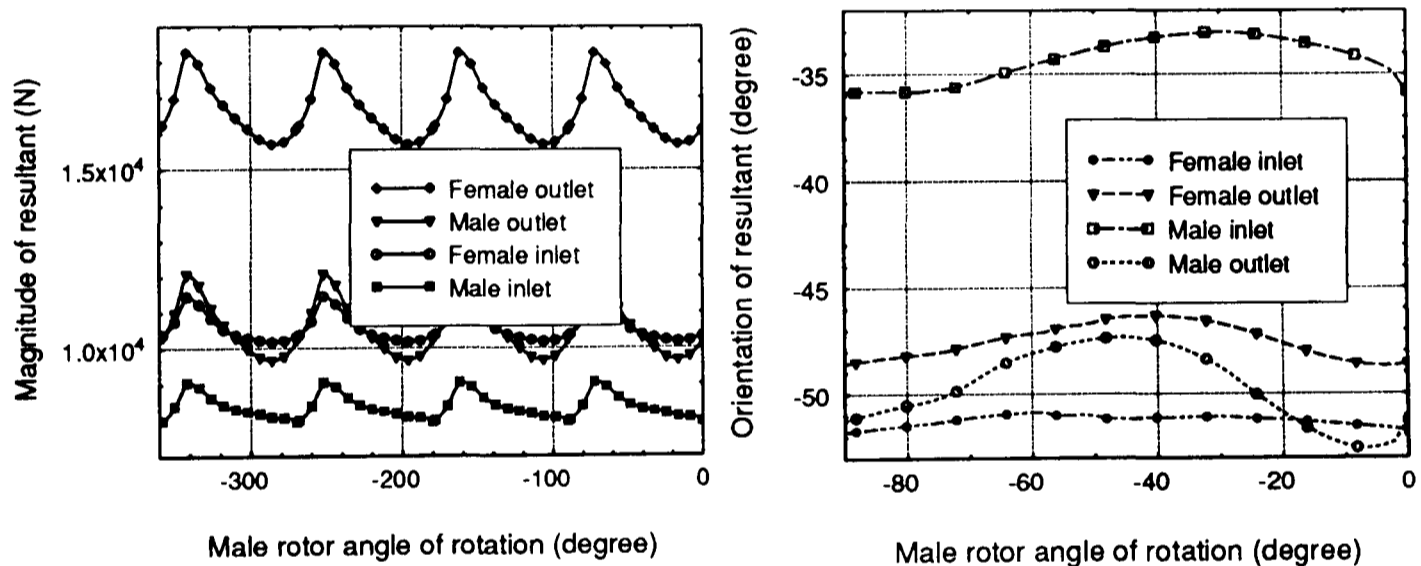 Magnitude of resultant (N)
1.5x10⁴
1.0x10⁴
Female outlet
Male outlet
Female inlet
Male inlet
-300
-200
-100
0
Male rotor angle of rotation (degree)
Orientation of resultant (degree)
-35
-40
-45
-50
Female inlet
Female outlet
Male inlet
Male outlet
-80
-60
-40
-20
0
Male rotor angle of rotation (degree)